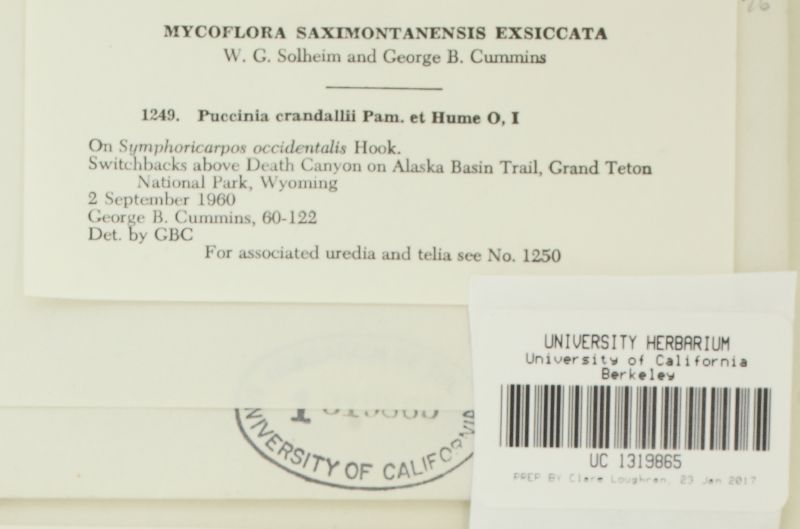 MYCOFLORA SAXIMONTANENSIS EXSICCATA
W. G. Solheim and George B. Cummins
1249. Puccinia crandallii Pam. et Hume O, I
On Symphoricarpos occidentalis Hook.
Switchbacks above Death Canyon on Alaska Basin Trail, Grand Teton
National Park, Wyoming
2 September 1960
George B. Cummins, 60-122
Det. by GBC
For associated uredia and telia see No. 1250
UNIVERSITY HERBARIUM
University of California
Berkeley
UC 1319865
PREP BY Clare Loughran, 23 Jan 2017
UNIVERSITY OF CALIFORNIA